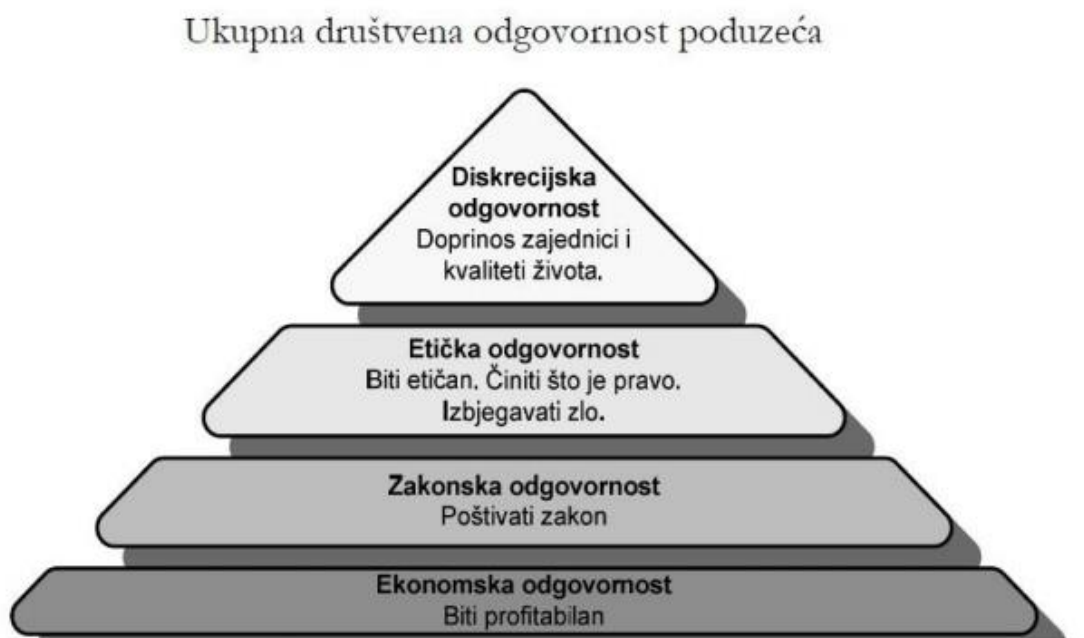 Ukupna društvena odgovornost poduzeća
Diskrecijska
odgovornost
Doprinos zajednici i
kvaliteti života.
Etička odgovornost
Biti etičan. Činiti što je pravo.
Izbjegavati zlo.
Zakonska odgovornost
Poštivati zakon
Ekonomska odgovornost
Biti profitabilan